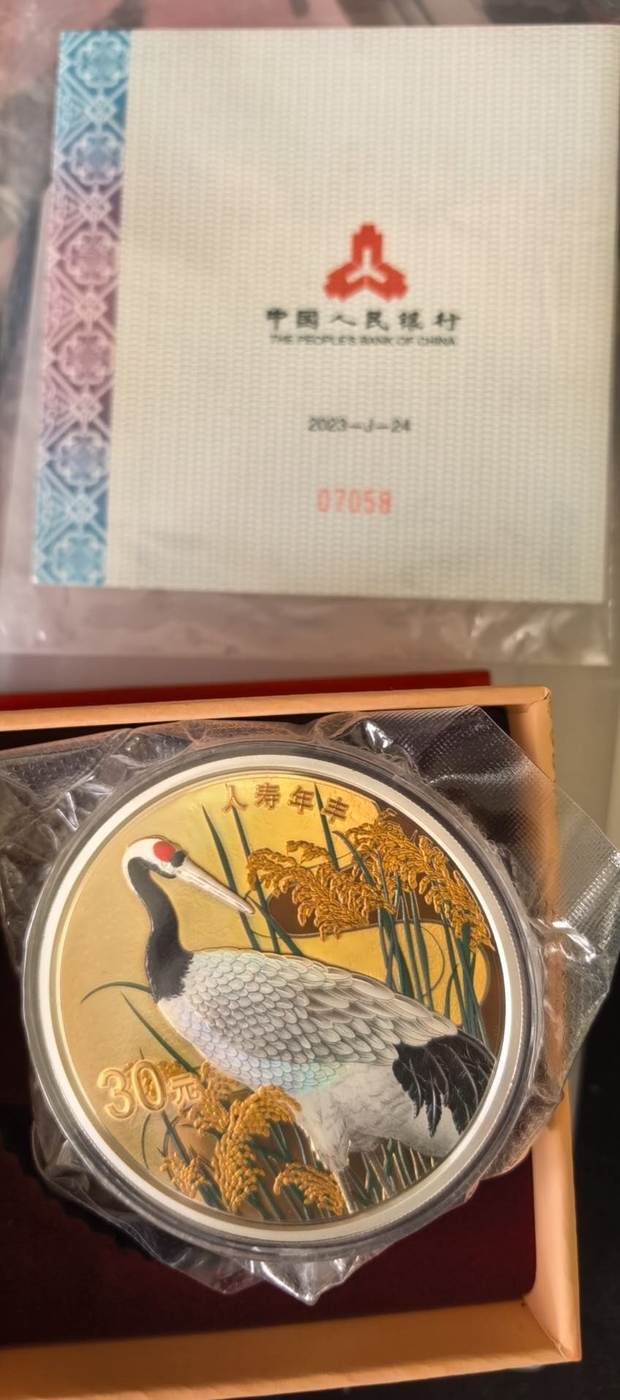 中国人民银行
THE PEOPLE'S BANK OF CHINA
2023-J-24
07058
人寿年丰
30元